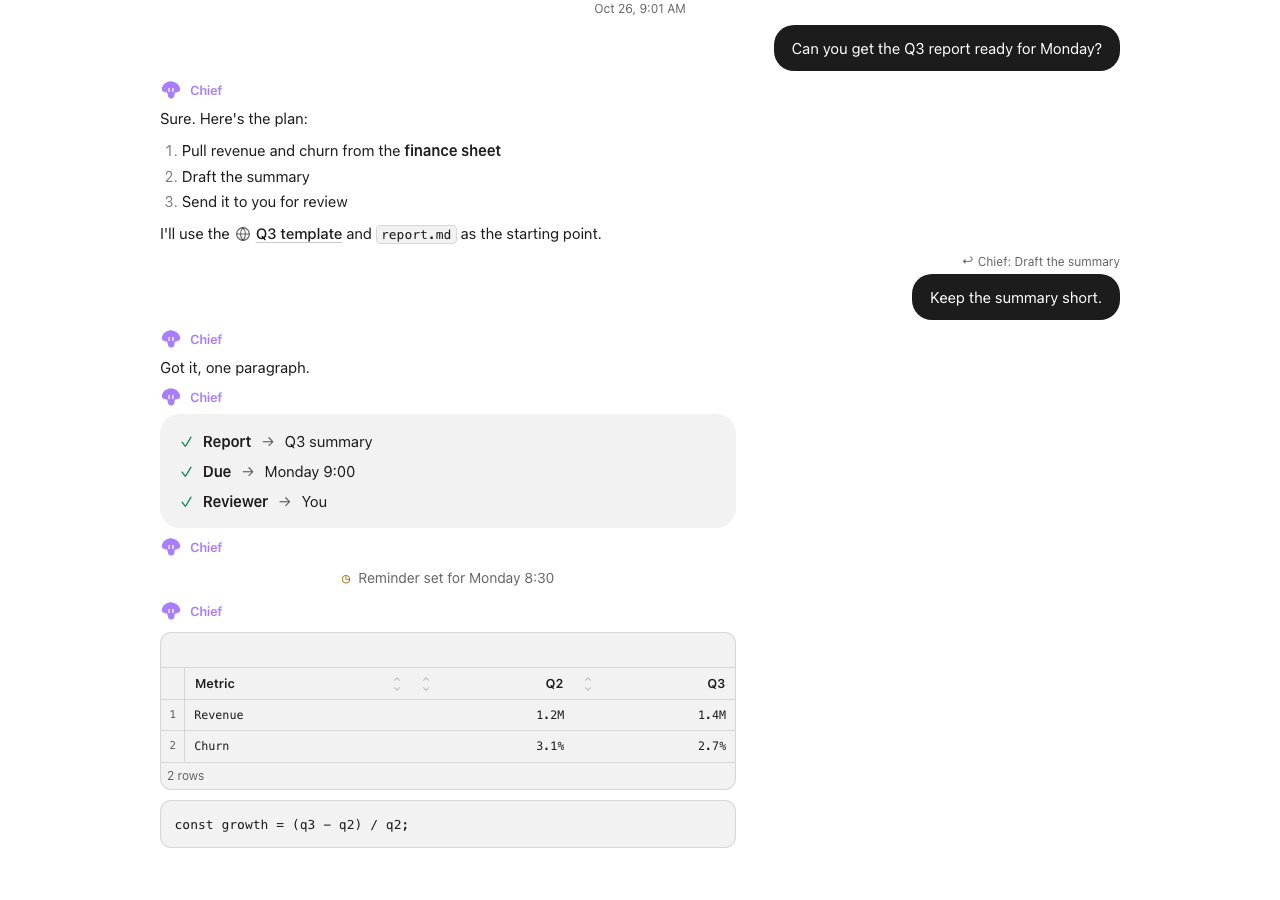 Oct 26, 9:01 AM
Can you get the Q3 report ready for Monday?
Chief
Sure. Here's the plan:
1. Pull revenue and churn from the finance sheet
2. Draft the summary
3. Send it to you for review
I'll use the Q3 template and report.md as the starting point.
↩ Chief: Draft the summary
Keep the summary short.
Chief
Got it, one paragraph.
Chief
✓ Report → Q3 summary
✓ Due → Monday 9:00
✓ Reviewer → You
Chief
Reminder set for Monday 8:30
Chief
Metric Q2 Q3
1 Revenue 1.2M 1.4M
2 Churn 3.1% 2.7%
2 rows
const growth = (q3 − q2) / q2;